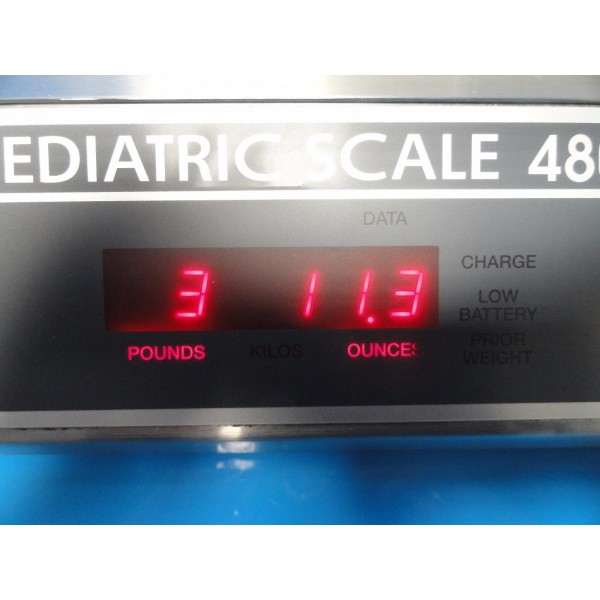 EDIATRIC SCALE 48
DATA
3 11.3
CHARGE
LOW
BATTERY
POUNDS KILOS OUNCES
PRIOR
WEIGHT